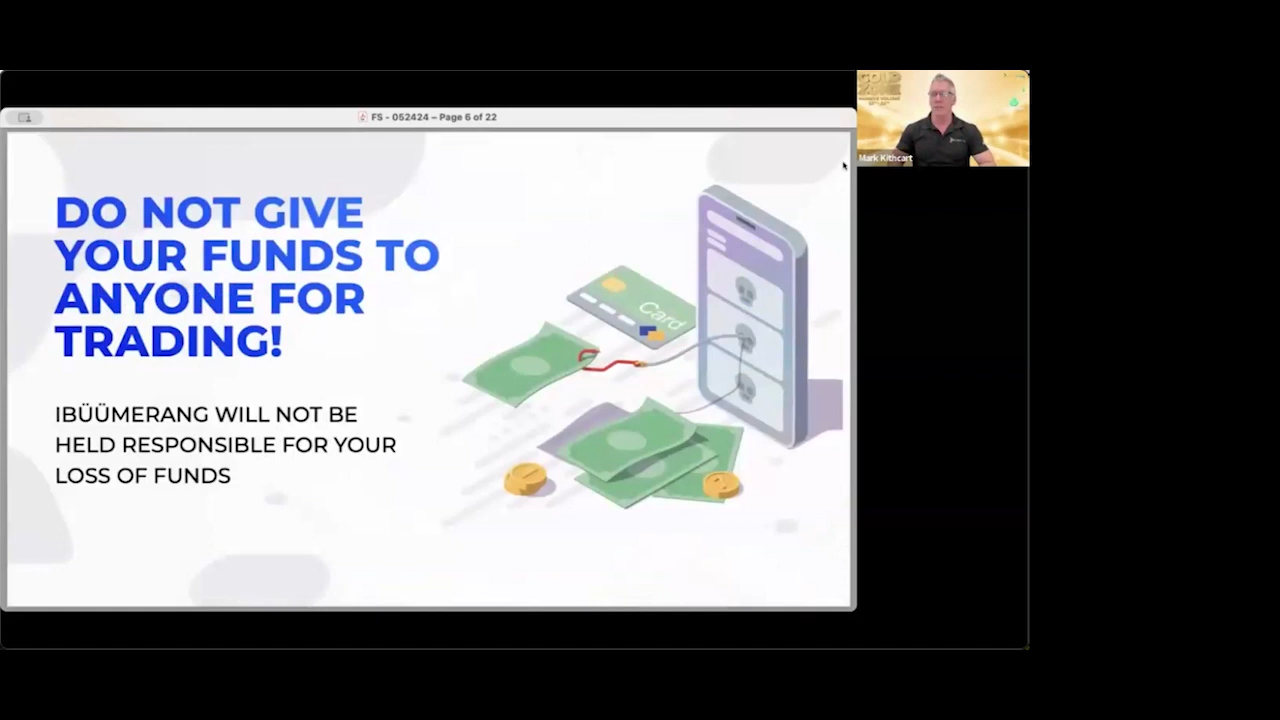 FS - 052424 – Page 6 of 22
GOLD
Mark Kithcart
DO NOT GIVE
YOUR FUNDS TO
ANYONE FOR
TRADING!
Card
IBÜÜMERANG WILL NOT BE
HELD RESPONSIBLE FOR YOUR
LOSS OF FUNDS